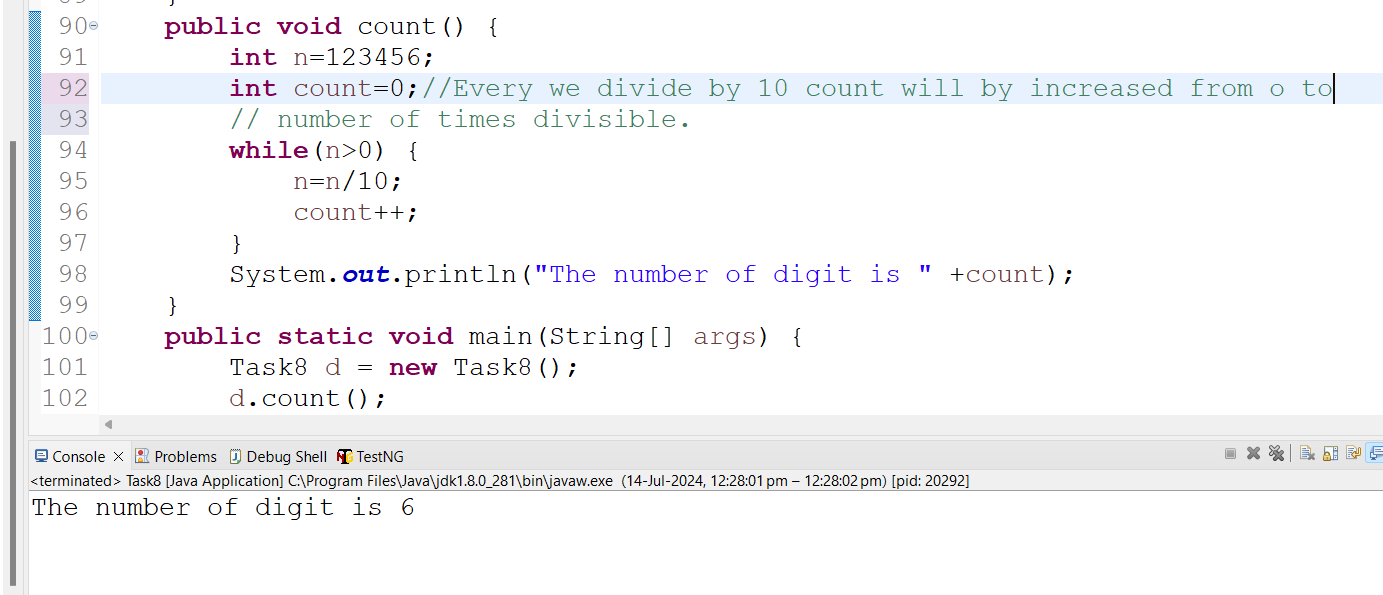 90 public void count() {
91 int n=123456;
92 int count=0;//Every we divide by 10 count will by increased from o to
93 // number of times divisible.
94 while(n>0) {
95 n=n/10;
96 count++;
97 }
98 System.out.println("The number of digit is " +count);
99 }
100 public static void main(String[] args) {
101 Task8 d = new Task8();
102 d.count();
Console Problems Debug Shell TestNG
<terminated> Task8 [Java Application] C:\Program Files\Java\jdk1.8.0_281\bin\javaw.exe (14-Jul-2024, 12:28:01 pm – 12:28:02 pm) [pid: 20292]
The number of digit is 6